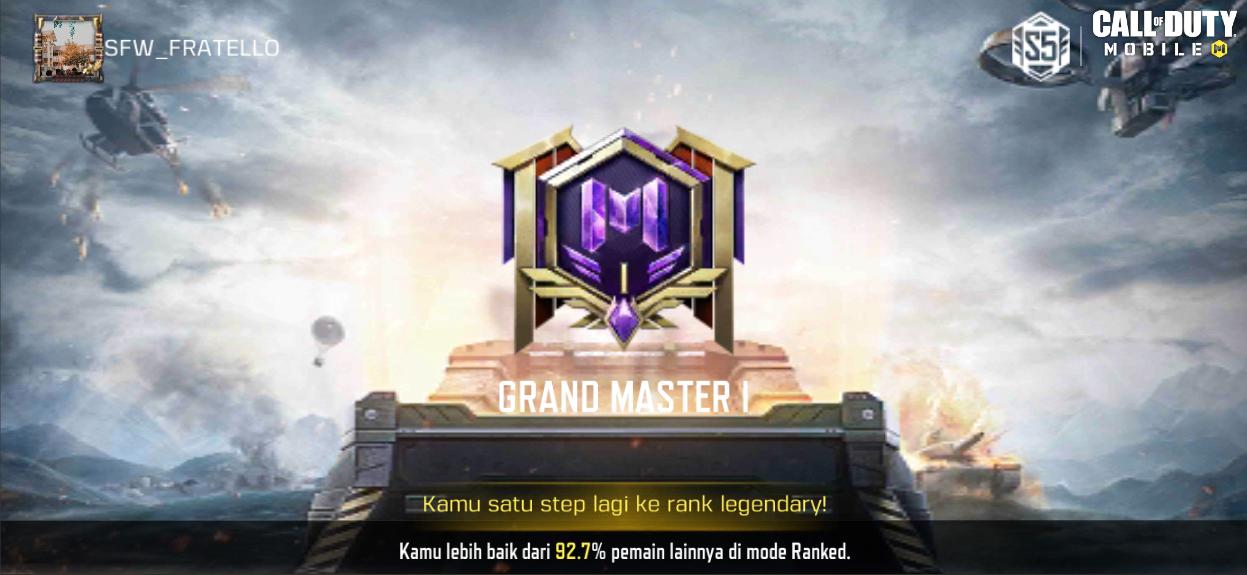 SFW_FRATELLO
S5
CALL OF DUTY
MOBILE
GRAND MASTER I
Kamu satu step lagi ke rank legendary!
Kamu lebih baik dari 92.7% pemain lainnya di mode Ranked.